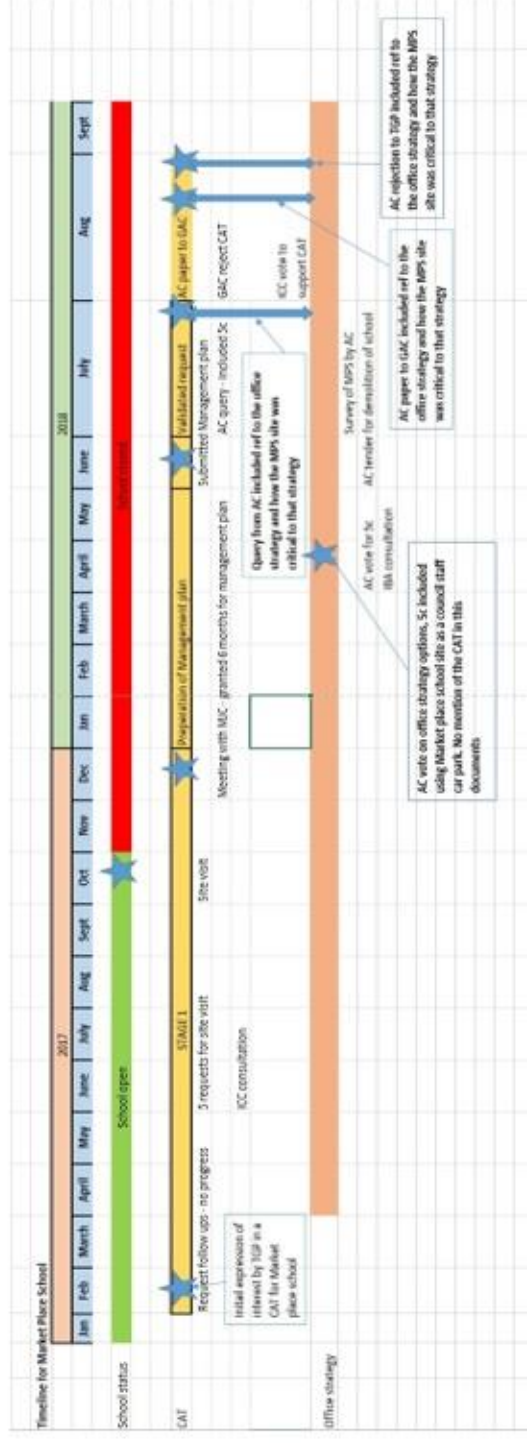 Timeline for Market Place School
2017
2018
Jan Feb March April May June July Aug Sept Oct Nov Dec Jan Feb March April May June July Aug Sept
School status
School open
School closed
CAT
STAGE 1
Preparation of Management plan
Validated request
AC paper to GAC
Request follow ups - no progress
5 requests for site visit
Site visit
Meeting with MJC - granted 6 months for management plan
Submitted Management plan
ICC consultation
AC query - included 5c
GAC reject CAT
Initail expression of
interest by TGP in a
CAT for Market
place school
Query from AC included ref to the office
strategy and how the MPS site was
critical to that strategy
ICC vote to
support CAT
Office strategy
Survey of MPS by AC
AC vote for 5c
AC tender for demolition of school
IBA consultation
AC paper to GAC included ref to the
office strategy and how the MPS site
was critical to that strategy
AC rejection to TGP included ref to
the office strategy and how the MPS
site was critical to that strategy
AC vote on office strategy options, 5c included
using Market place school site as a council staff
car park. No mention of the CAT in this
documents